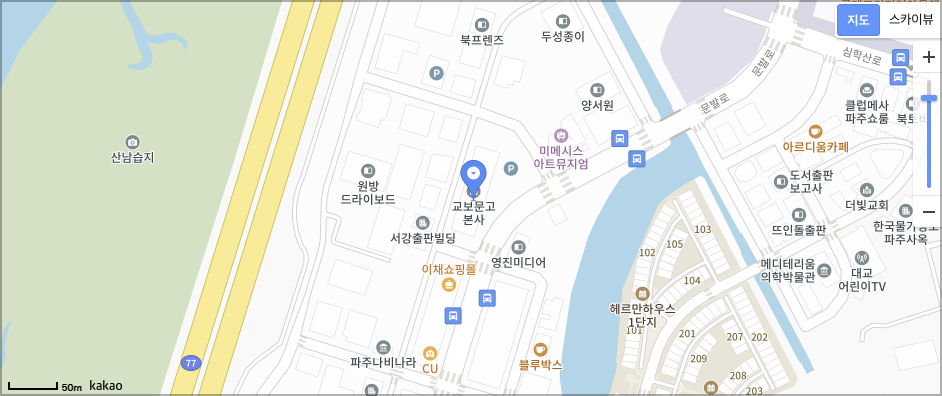 지도
스카이뷰
심학산로
북프렌즈
두성종이
문발로
양서원
문발로
클럽메사
파주쇼룸
산남습지
미메시스
아트뮤지엄
아르디움카페
원방
드라이보드
교보문고
본사
도서출판
보고사
더빛교회
서강출판빌딩
뜨인돌출판
파주사옥
103
105
102
104
영진미디어
이채쇼핑몰
메디테리움
의학박물관
대교
어린이TV
헤르만하우스
1단지
101
201
207
202
파주나비나라
CU
블루박스
209
208
203
77
50m
kakao